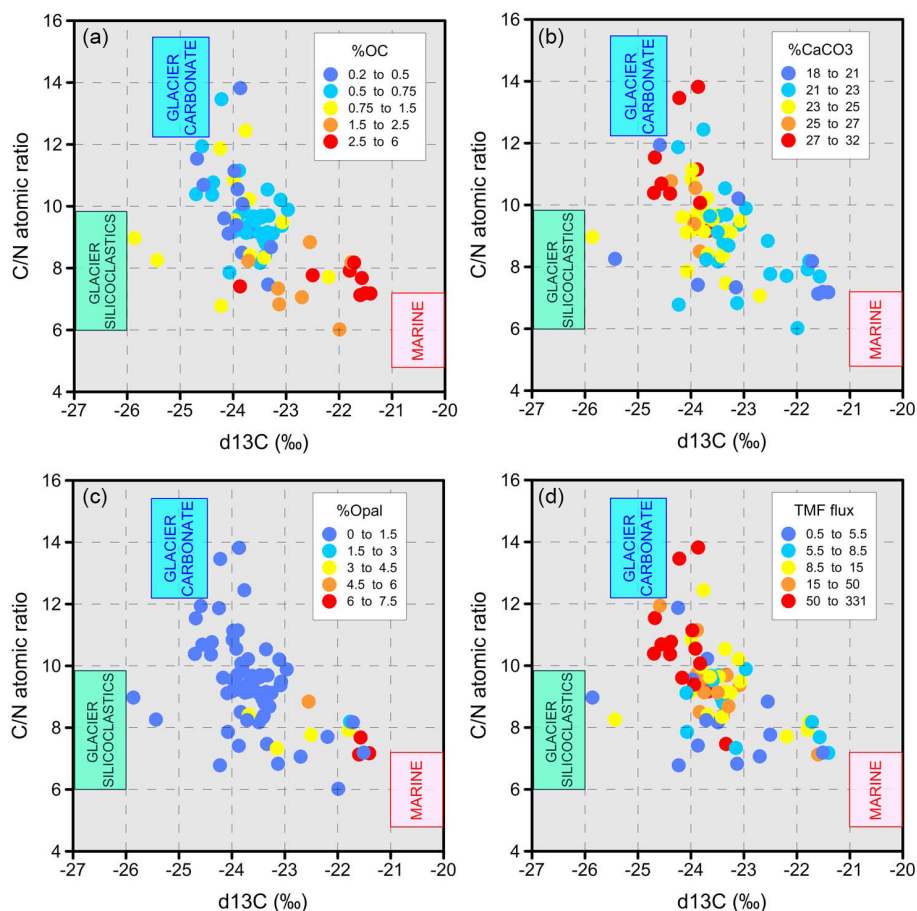 (a)
%OC
0.2 to 0.5
0.5 to 0.75
0.75 to 1.5
1.5 to 2.5
2.5 to 6
GLACIER
CARBONATE
GLACIER
SILICOCLASTICS
MARINE
C/N atomic ratio
16
14
12
10
8
6
4
-27 -26 -25 -24 -23 -22 -21 -20
d13C (‰)
(b)
%CaCO3
18 to 21
21 to 23
23 to 25
25 to 27
27 to 32
GLACIER
CARBONATE
GLACIER
SILICOCLASTICS
MARINE
C/N atomic ratio
16
14
12
10
8
6
4
-27 -26 -25 -24 -23 -22 -21 -20
d13C (‰)
(c)
%Opal
0 to 1.5
1.5 to 3
3 to 4.5
4.5 to 6
6 to 7.5
GLACIER
CARBONATE
GLACIER
SILICOCLASTICS
MARINE
C/N atomic ratio
16
14
12
10
8
6
4
-27 -26 -25 -24 -23 -22 -21 -20
d13C (‰)
(d)
TMF flux
0.5 to 5.5
5.5 to 8.5
8.5 to 15
15 to 50
50 to 331
GLACIER
CARBONATE
GLACIER
SILICOCLASTICS
MARINE
C/N atomic ratio
16
14
12
10
8
6
4
-27 -26 -25 -24 -23 -22 -21 -20
d13C (‰)